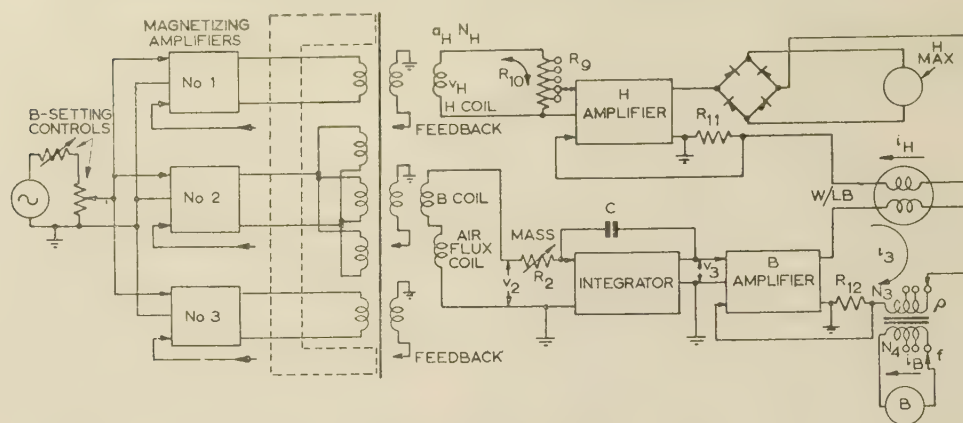 MAGNETIZING
AMPLIFIERS
No 1
B-SETTING
CONTROLS
No 2
No 3
a_H N_H
v_H
H COIL
R_10
R_9
H
AMPLIFIER
R_11
H
MAX
FEEDBACK
i_H
W/LB
B COIL
AIR
FLUX
COIL
MASS
R_2
v_2
C
INTEGRATOR
v_3
B
AMPLIFIER
R_12
i_3
N_3
ρ
N_4
i_B
f
B
FEEDBACK